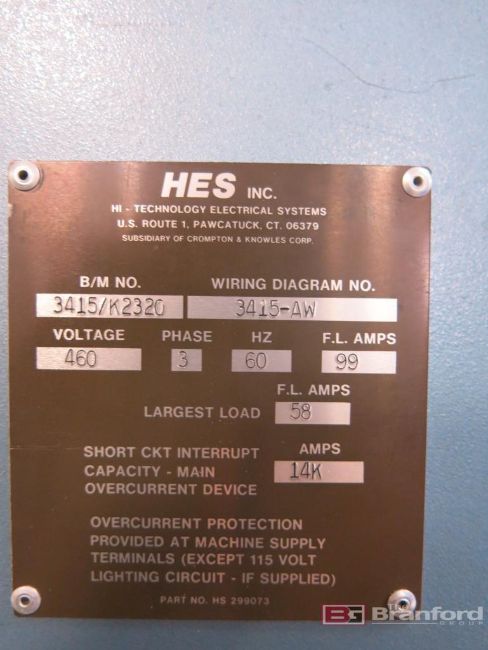 HES INC.
HI - TECHNOLOGY ELECTRICAL SYSTEMS
U.S. ROUTE 1, PAWCATUCK, CT. 06379
SUBSIDIARY OF CROMPTON & KNOWLES CORP.
B/M NO. WIRING DIAGRAM NO.
3415/K2320 3415-AW
VOLTAGE PHASE HZ F.L. AMPS
460 3 60 99
F.L. AMPS
LARGEST LOAD 58
SHORT CKT INTERRUPT AMPS
CAPACITY - MAIN 14K
OVERCURRENT DEVICE
OVERCURRENT PROTECTION
PROVIDED AT MACHINE SUPPLY
TERMINALS (EXCEPT 115 VOLT
LIGHTING CIRCUIT - IF SUPPLIED)
PART NO. HS 299073
BG The Branford
GROUP